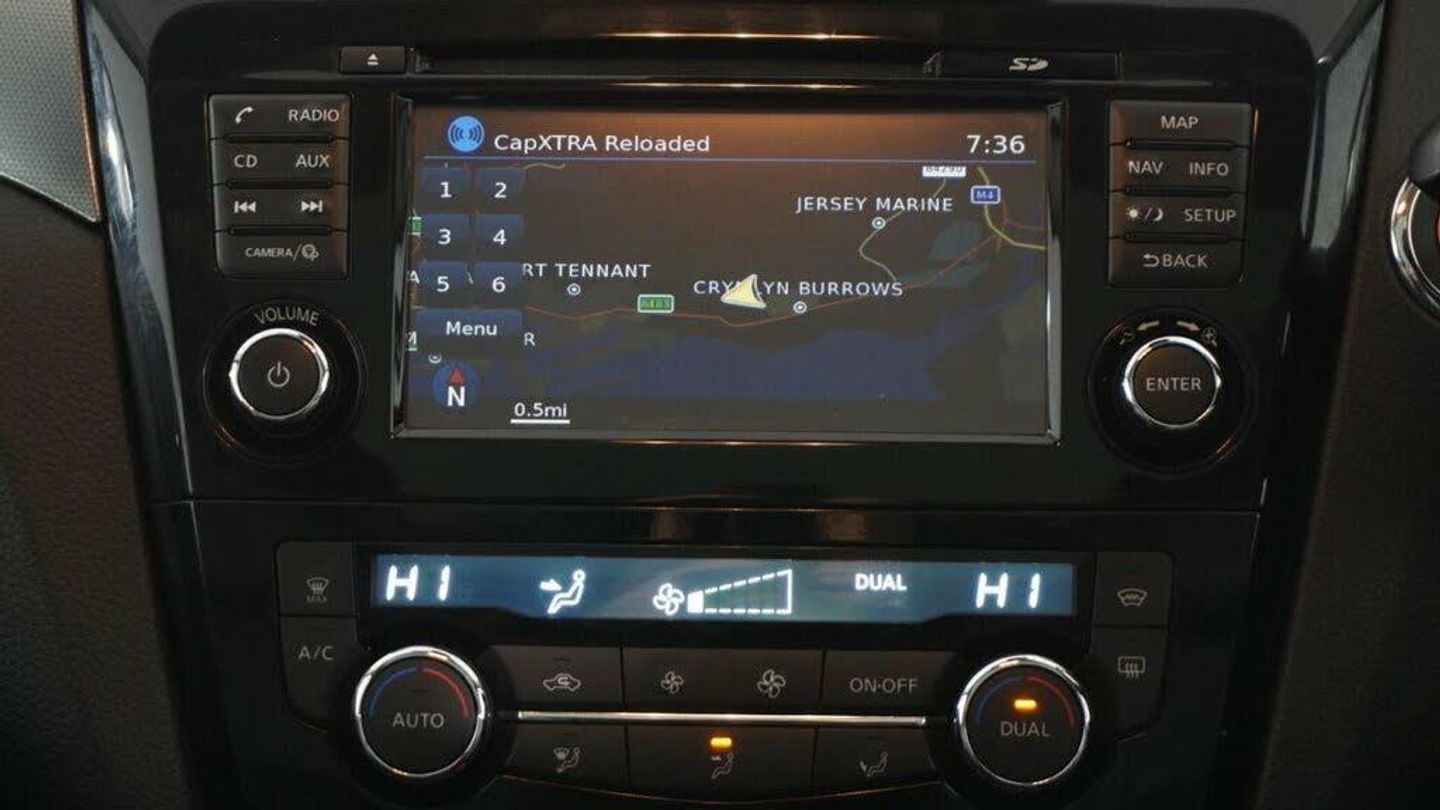 SD
RADIO
CD AUX
CAMERA/
VOLUME
CapXTRA Reloaded 7:36
1 2
3 4
5 6
Menu
N
0.5mi
JERSEY MARINE
M4
RT TENNANT
BURROWS
R
MAP
NAV INFO
SETUP
BACK
ENTER
HI DUAL HI
MAX
A/C
AUTO
ON·OFF
DUAL